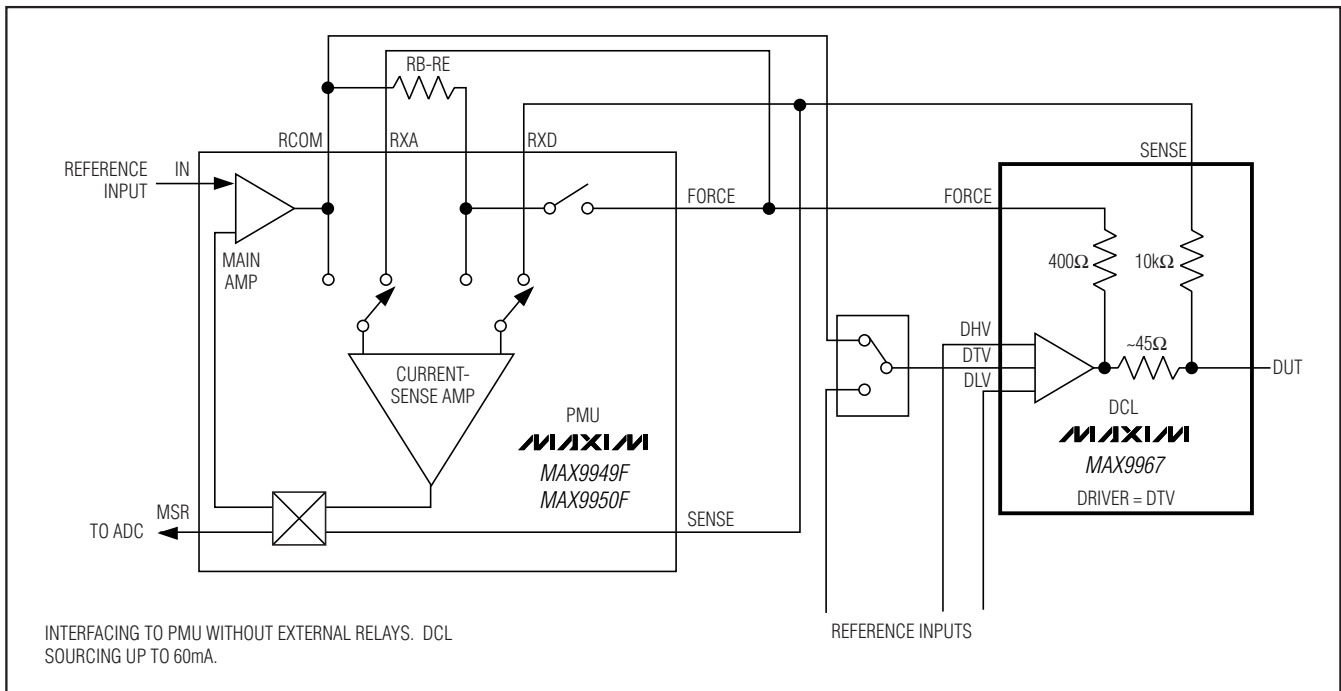 RB-RE
RCOM
RXA
RXD
SENSE
REFERENCE
INPUT
IN
FORCE
FORCE
MAIN
AMP
400Ω
10kΩ
DHV
DTV
DLV
~45Ω
DUT
CURRENT-
SENSE AMP
PMU
MAXIM
MAX9949F
MAX9950F
DCL
MAXIM
MAX9967
DRIVER = DTV
MSR
TO ADC
SENSE
REFERENCE INPUTS
INTERFACING TO PMU WITHOUT EXTERNAL RELAYS. DCL
SOURCING UP TO 60mA.